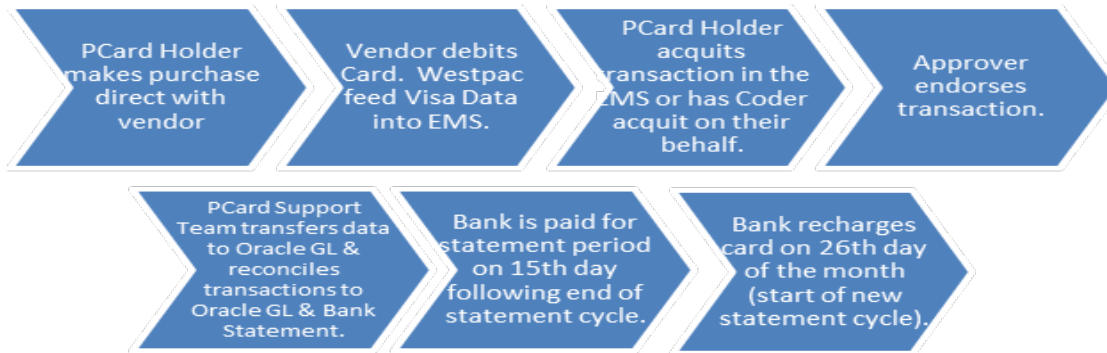 PCard Holder
makes purchase
direct with
vendor
Vendor debits
Card. Westpac
feed Visa Data
into EMS.
PCard Holder
acquits
transaction in the
EMS or has Coder
acquit on their
behalf.
Approver
endorses
transaction.
PCard Support
Team transfers data
to Oracle GL &
reconciles
transactions to
Oracle GL & Bank
Statement.
Bank is paid for
statement period
on 15th day
following end of
statement cycle.
Bank recharges
card on 26th day
of the month
(start of new
statement cycle).